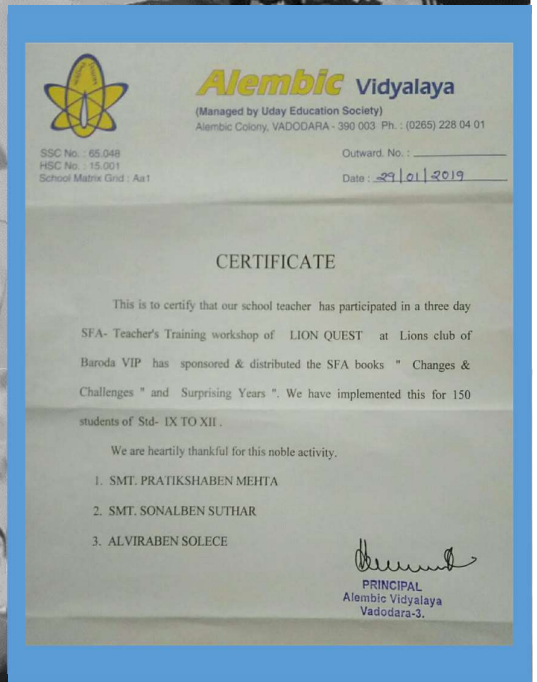 Alembic Vidyalaya
(Managed by Uday Education Society)
Alembic Colony, VADODARA - 390 003 Ph. : (0265) 228 04 01
SSC No. : 65.048
HSC No. : 15.001
School Matrix Grid : Aa1
Outward. No. :
Date : 29/01/2019
CERTIFICATE
This is to certify that our school teacher has participated in a three day
SFA- Teacher's Training workshop of LION QUEST at Lions club of
Baroda VIP has sponsored & distributed the SFA books " Changes &
Challenges " and Surprising Years ". We have implemented this for 150
students of Std- IX TO XII .
We are heartily thankful for this noble activity.
1. SMT. PRATIKSHABEN MEHTA
2. SMT. SONALBEN SUTHAR
3. ALVIRABEN SOLECE
PRINCIPAL
Alembic Vidyalaya
Vadodara-3.